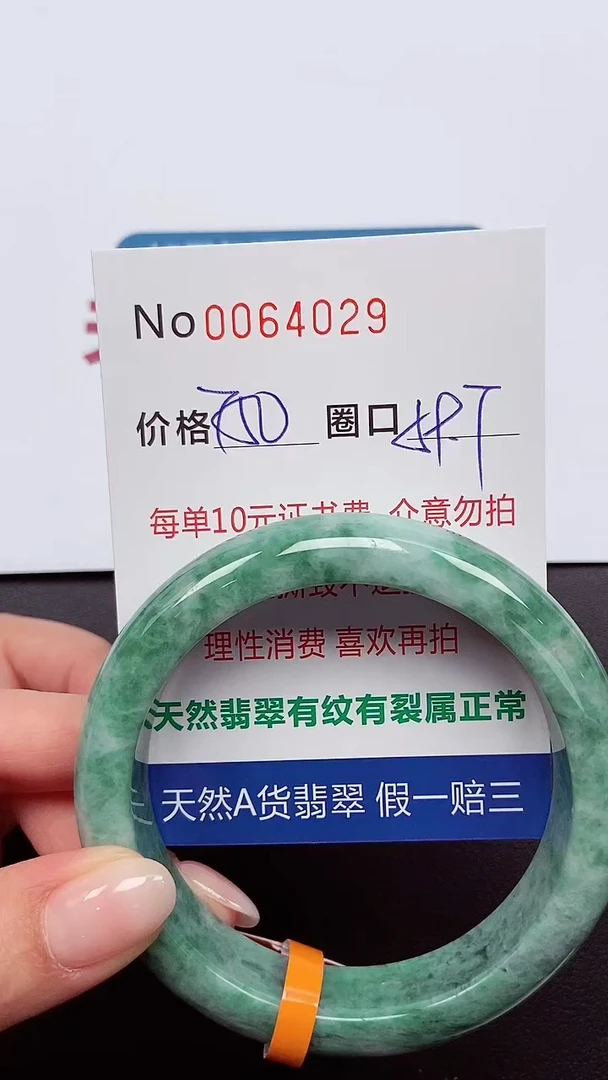 No 0064029
价格 圈口
每单10元证书费 介意勿拍
理性消费 喜欢再拍
天然翡翠有纹有裂属正常
天然A货翡翠 假一赔三